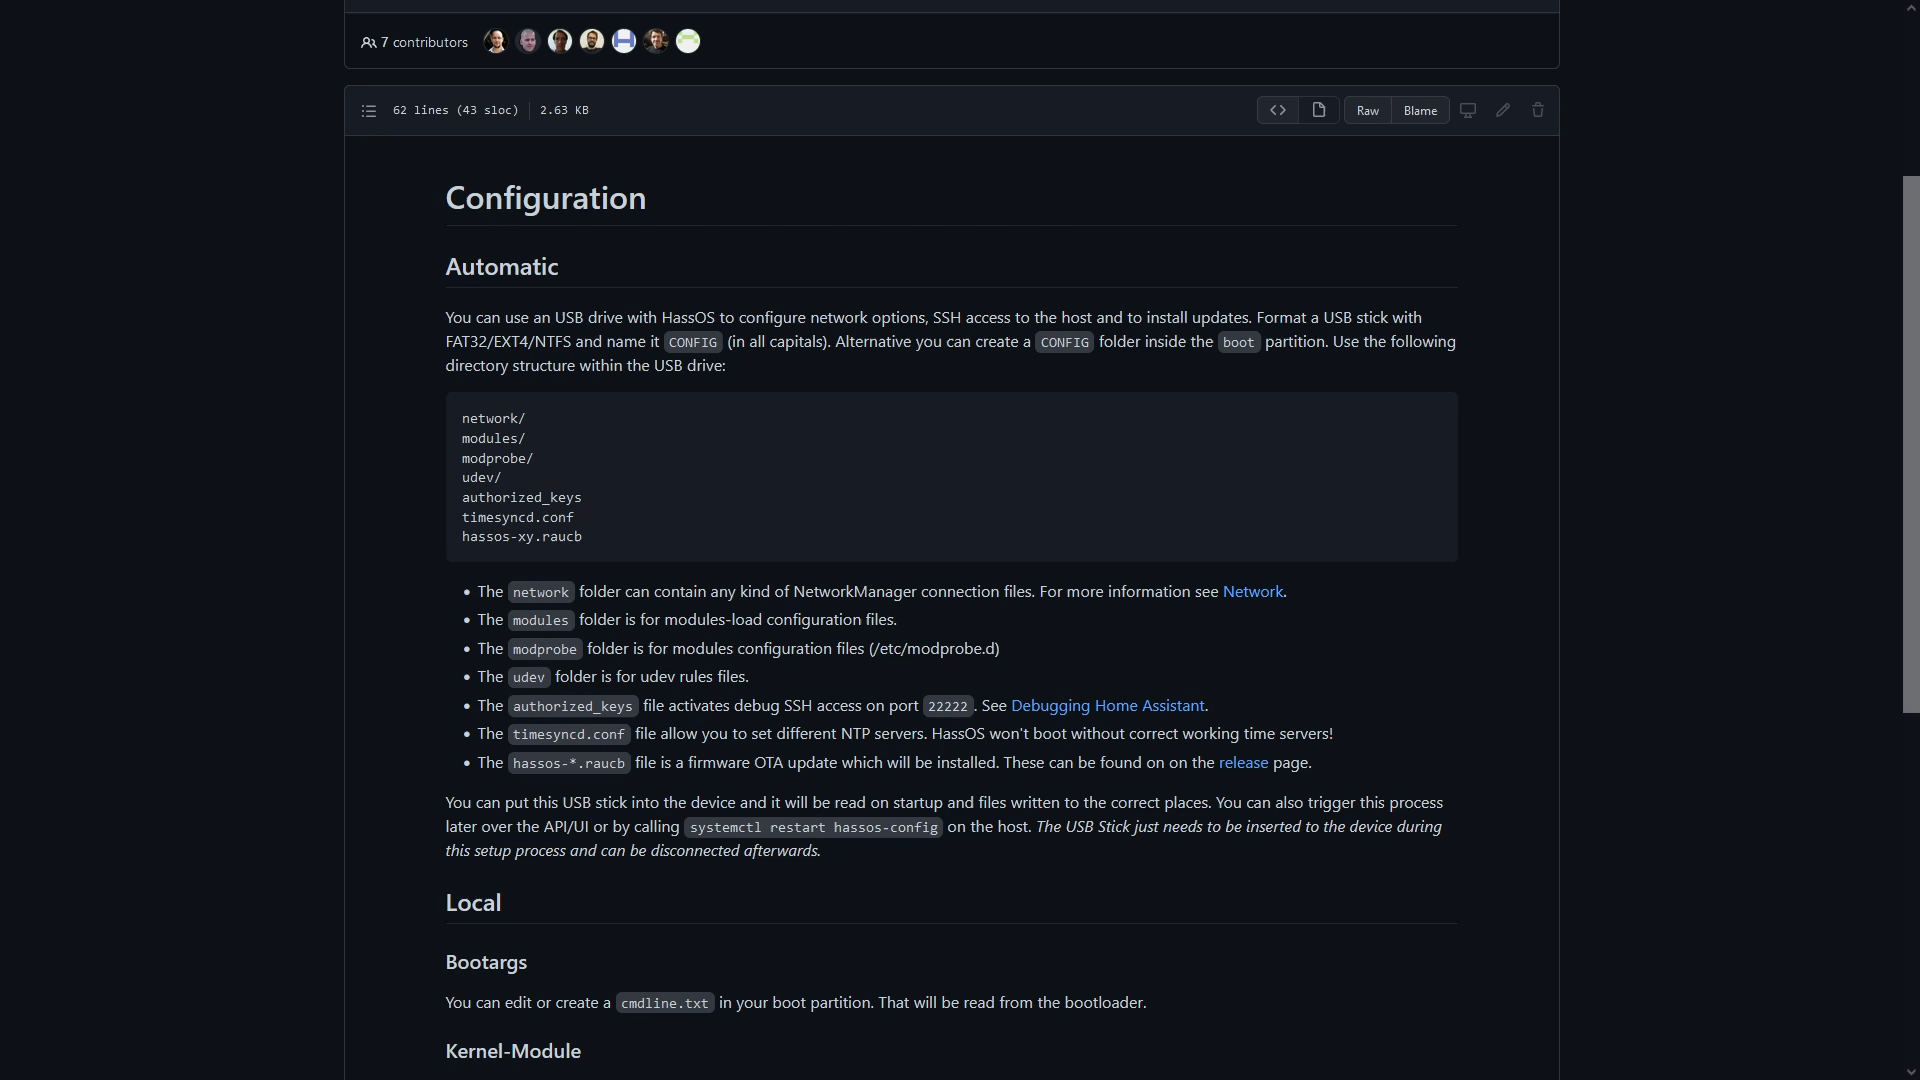 7 contributors
62 lines (43 sloc) 2.63 KB
Raw Blame
Configuration
Automatic
You can use an USB drive with HassOS to configure network options, SSH access to the host and to install updates. Format a USB stick with
FAT32/EXT4/NTFS and name it CONFIG (in all capitals). Alternative you can create a CONFIG folder inside the boot partition. Use the following
directory structure within the USB drive:
network/
modules/
modprobe/
udev/
authorized_keys
timesyncd.conf
hassos-xy.raucb
• The network folder can contain any kind of NetworkManager connection files. For more information see Network.
• The modules folder is for modules-load configuration files.
• The modprobe folder is for modules configuration files (/etc/modprobe.d)
• The udev folder is for udev rules files.
• The authorized_keys file activates debug SSH access on port 22222. See Debugging Home Assistant.
• The timesyncd.conf file allow you to set different NTP servers. HassOS won't boot without correct working time servers!
• The hassos-*.raucb file is a firmware OTA update which will be installed. These can be found on on the release page.
You can put this USB stick into the device and it will be read on startup and files written to the correct places. You can also trigger this process
later over the API/UI or by calling systemctl restart hassos-config on the host. The USB Stick just needs to be inserted to the device during
this setup process and can be disconnected afterwards.
Local
Bootargs
You can edit or create a cmdline.txt in your boot partition. That will be read from the bootloader.
Kernel-Module